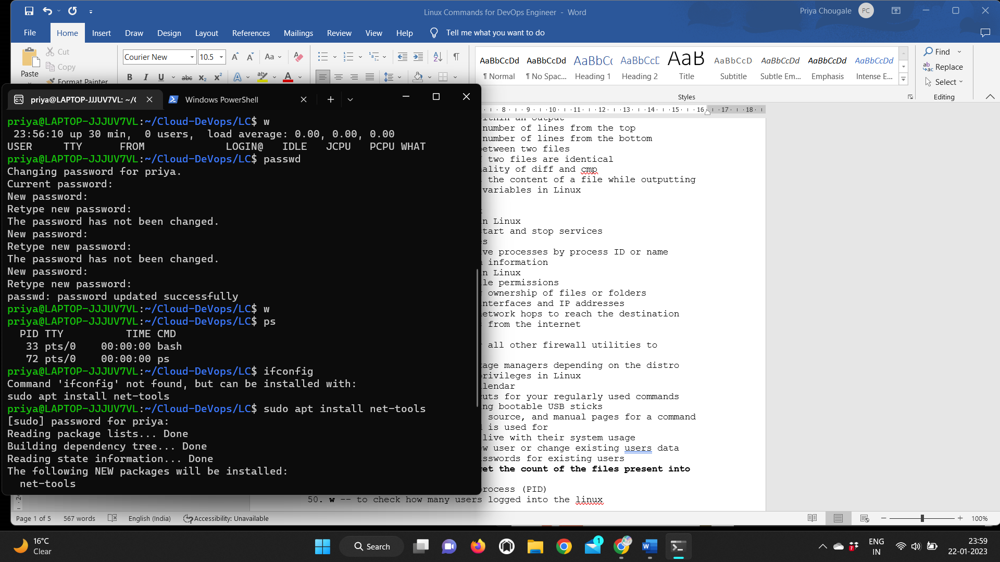 Linux Commands for DevOps Engineer - Word
Priya Chougale PC
File Home Insert Draw Design Layout References Mailings Review View Help Tell me what you want to do
Paste
Cut
Copy
Format Painter
Courier New 10.5
AaBbCcDd AaBbCcDd AaBbCc AaBbCcC AaB AaBbCcD AaBbCcDd AaBbCcDd AaBbCcDd
¶ Normal ¶ No Spac... Heading 1 Heading 2 Title Subtitle Subtle Em... Emphasis Intense E...
Styles
Find
Replace
Select
Editing
priya@LAPTOP-JJJUV7VL: ~/C
Windows PowerShell
priya@LAPTOP-JJJUV7VL:~/Cloud-DevOps/LC$ w
23:56:10 up 30 min, 0 users, load average: 0.00, 0.00, 0.00
USER TTY FROM LOGIN@ IDLE JCPU PCPU WHAT
priya@LAPTOP-JJJUV7VL:~/Cloud-DevOps/LC$ passwd
Changing password for priya.
Current password:
New password:
Retype new password:
The password has not been changed.
New password:
Retype new password:
The password has not been changed.
New password:
Retype new password:
passwd: password updated successfully
priya@LAPTOP-JJJUV7VL:~/Cloud-DevOps/LC$ w
priya@LAPTOP-JJJUV7VL:~/Cloud-DevOps/LC$ ps
PID TTY TIME CMD
33 pts/0 00:00:00 bash
72 pts/0 00:00:00 ps
priya@LAPTOP-JJJUV7VL:~/Cloud-DevOps/LC$ ifconfig
Command 'ifconfig' not found, but can be installed with:
sudo apt install net-tools
priya@LAPTOP-JJJUV7VL:~/Cloud-DevOps/LC$ sudo apt install net-tools
[sudo] password for priya:
Reading package lists... Done
Building dependency tree... Done
Reading state information... Done
The following NEW packages will be installed:
net-tools
8 9 10 11 12 13 14 15 16 17 18
an output
number of lines from the top
number of lines from the bottom
between two files
two files are identical
of diff and cmp
the content of a file while outputting
variables in Linux
in Linux
start and stop services
processes by process ID or name
information
in Linux
permissions
ownership of files or folders
interfaces and IP addresses
network hops to reach the destination
from the internet
all other firewall utilities to
managers depending on the distro
privileges in Linux
for your regularly used commands
bootable USB sticks
source, and manual pages for a command
is used for
live with their system usage
user or change existing users data
for existing users
get the count of the files present into
process (PID)
50. w -- to check how many users logged into the linux
Page 1 of 5 567 words English (India) Accessibility: Unavailable 100%
16°C
Clear
Search
1
7
ENG
IN
23:59
22-01-2023